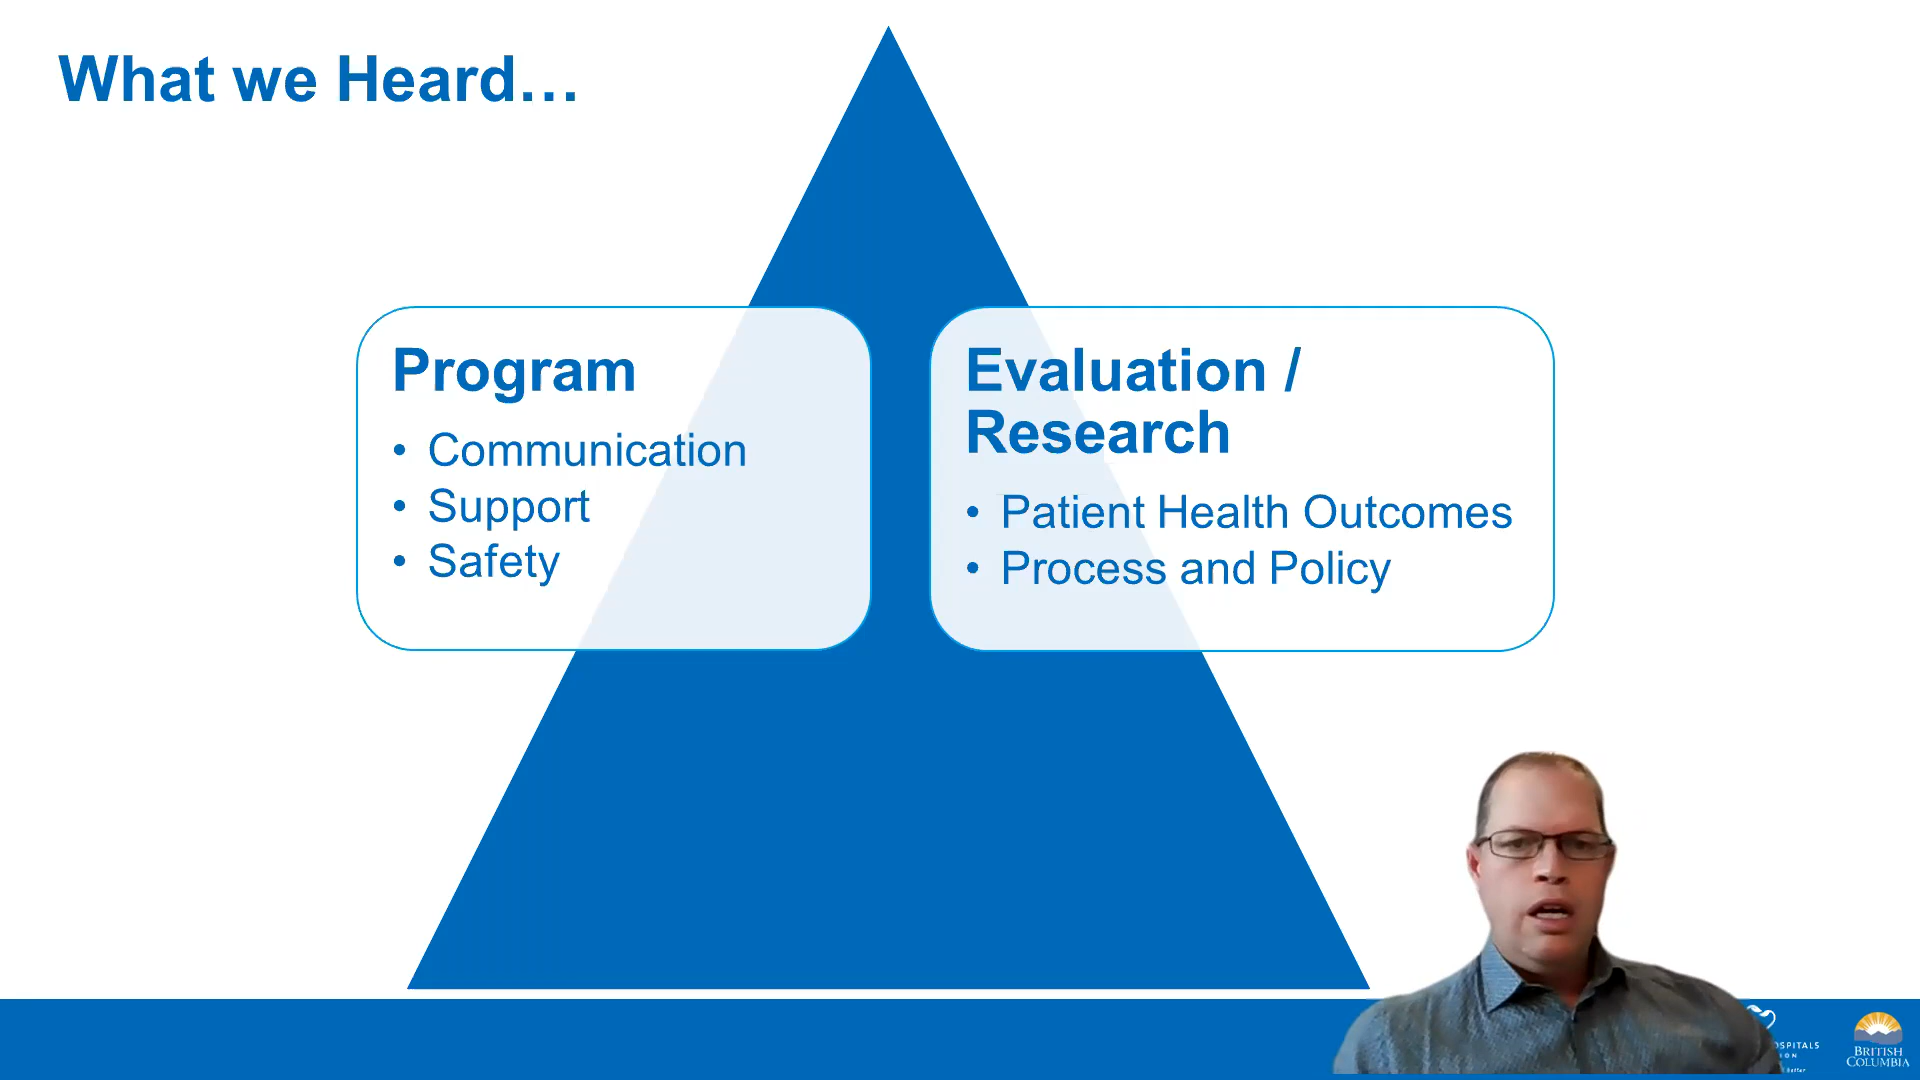 What we Heard…
Program
• Communication
• Support
• Safety
Evaluation /
Research
• Patient Health Outcomes
• Process and Policy
BRITISH
COLUMBIA